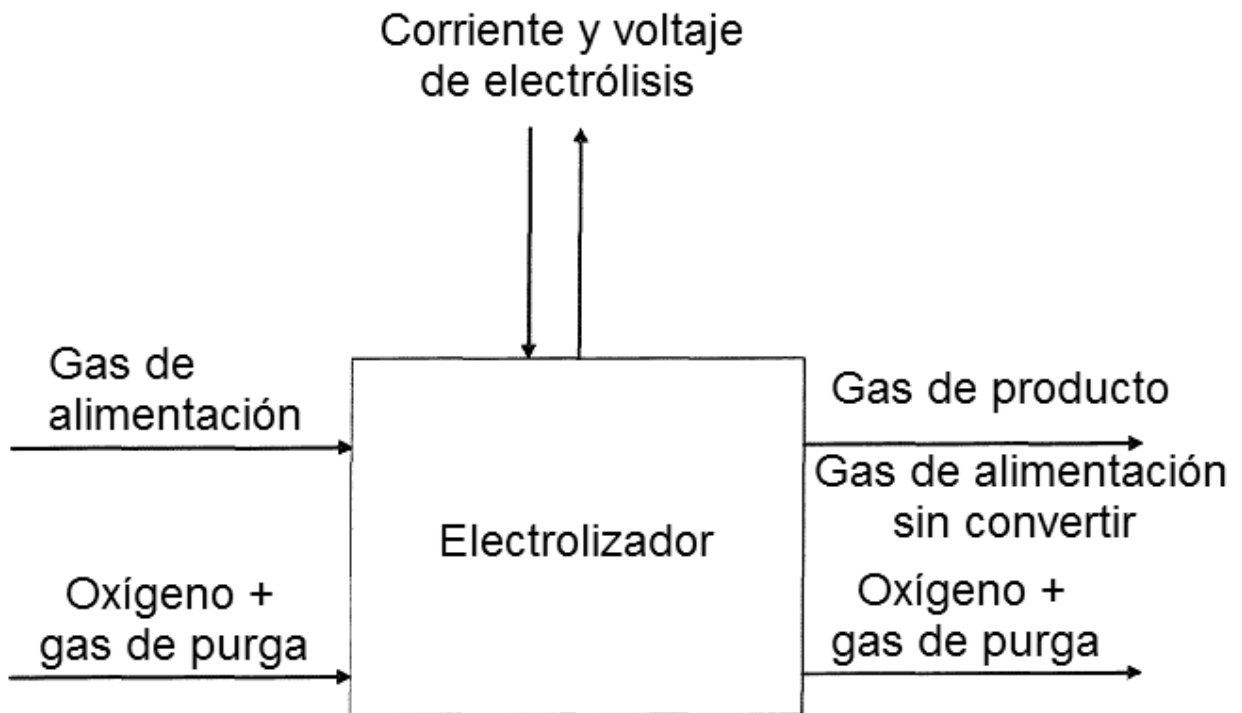 Corriente y voltaje
de electrólisis
Gas de
alimentación
Gas de producto
Gas de alimentación
sin convertir
Electrolizador
Oxígeno +
gas de purga
Oxígeno +
gas de purga